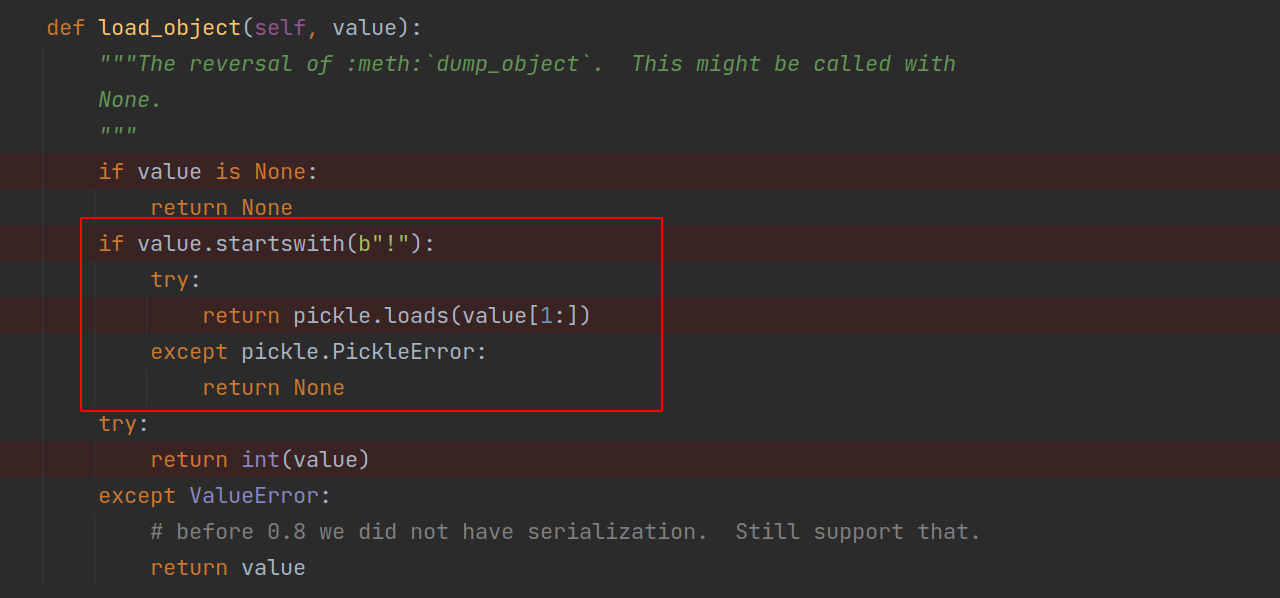 def load_object(self, value):
"""The reversal of :meth:`dump_object`.  This might be called with
None.
"""
if value is None:
return None
if value.startswith(b"!"):
try:
return pickle.loads(value[1:])
except pickle.PickleError:
return None
try:
return int(value)
except ValueError:
# before 0.8 we did not have serialization.  Still support that.
return value